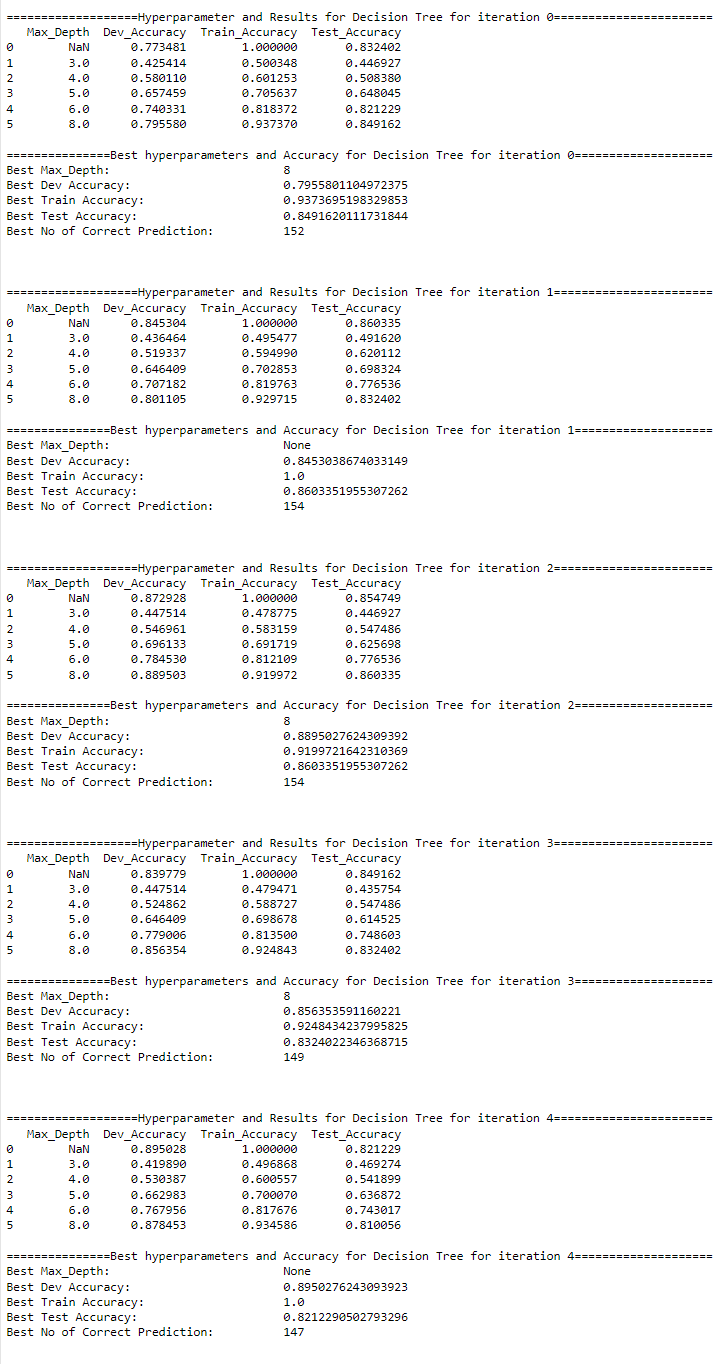 ===================Hyperparameter and Results for Decision Tree for iteration 0=======================
   Max_Depth  Dev_Accuracy  Train_Accuracy  Test_Accuracy
0        NaN      0.773481        1.000000       0.832402
1        3.0      0.425414        0.500348       0.446927
2        4.0      0.580110        0.601253       0.508380
3        5.0      0.657459        0.705637       0.648045
4        6.0      0.740331        0.818372       0.821229
5        8.0      0.795580        0.937370       0.849162
===============Best hyperparameters and Accuracy for Decision Tree for iteration 0====================
Best Max_Depth:                         8
Best Dev Accuracy:                      0.7955801104972375
Best Train Accuracy:                    0.9373695198329853
Best Test Accuracy:                     0.8491620111731844
Best No of Correct Prediction:          152
===================Hyperparameter and Results for Decision Tree for iteration 1=======================
   Max_Depth  Dev_Accuracy  Train_Accuracy  Test_Accuracy
0        NaN      0.845304        1.000000       0.860335
1        3.0      0.436464        0.495477       0.491620
2        4.0      0.519337        0.594990       0.620112
3        5.0      0.646409        0.702853       0.698324
4        6.0      0.707182        0.819763       0.776536
5        8.0      0.801105        0.929715       0.832402
===============Best hyperparameters and Accuracy for Decision Tree for iteration 1====================
Best Max_Depth:                         None
Best Dev Accuracy:                      0.8453038674033149
Best Train Accuracy:                    1.0
Best Test Accuracy:                     0.8603351955307262
Best No of Correct Prediction:          154
===================Hyperparameter and Results for Decision Tree for iteration 2=======================
   Max_Depth  Dev_Accuracy  Train_Accuracy  Test_Accuracy
0        NaN      0.872928        1.000000       0.854749
1        3.0      0.447514        0.478775       0.446927
2        4.0      0.546961        0.583159       0.547486
3        5.0      0.696133        0.691719       0.625698
4        6.0      0.784530        0.812109       0.776536
5        8.0      0.889503        0.919972       0.860335
===============Best hyperparameters and Accuracy for Decision Tree for iteration 2====================
Best Max_Depth:                         8
Best Dev Accuracy:                      0.8895027624309392
Best Train Accuracy:                    0.9199721642310369
Best Test Accuracy:                     0.8603351955307262
Best No of Correct Prediction:          154
===================Hyperparameter and Results for Decision Tree for iteration 3=======================
   Max_Depth  Dev_Accuracy  Train_Accuracy  Test_Accuracy
0        NaN      0.839779        1.000000       0.849162
1        3.0      0.447514        0.479471       0.435754
2        4.0      0.524862        0.588727       0.547486
3        5.0      0.646409        0.698678       0.614525
4        6.0      0.779006        0.813500       0.748603
5        8.0      0.856354        0.924843       0.832402
===============Best hyperparameters and Accuracy for Decision Tree for iteration 3====================
Best Max_Depth:                         8
Best Dev Accuracy:                      0.856353591160221
Best Train Accuracy:                    0.9248434237995825
Best Test Accuracy:                     0.8324022346368715
Best No of Correct Prediction:          149
===================Hyperparameter and Results for Decision Tree for iteration 4=======================
   Max_Depth  Dev_Accuracy  Train_Accuracy  Test_Accuracy
0        NaN      0.895028        1.000000       0.821229
1        3.0      0.419890        0.496868       0.469274
2        4.0      0.530387        0.600557       0.541899
3        5.0      0.662983        0.700070       0.636872
4        6.0      0.767956        0.817676       0.743017
5        8.0      0.878453        0.934586       0.810056
===============Best hyperparameters and Accuracy for Decision Tree for iteration 4====================
Best Max_Depth:                         None
Best Dev Accuracy:                      0.8950276243093923
Best Train Accuracy:                    1.0
Best Test Accuracy:                     0.8212290502793296
Best No of Correct Prediction:          147